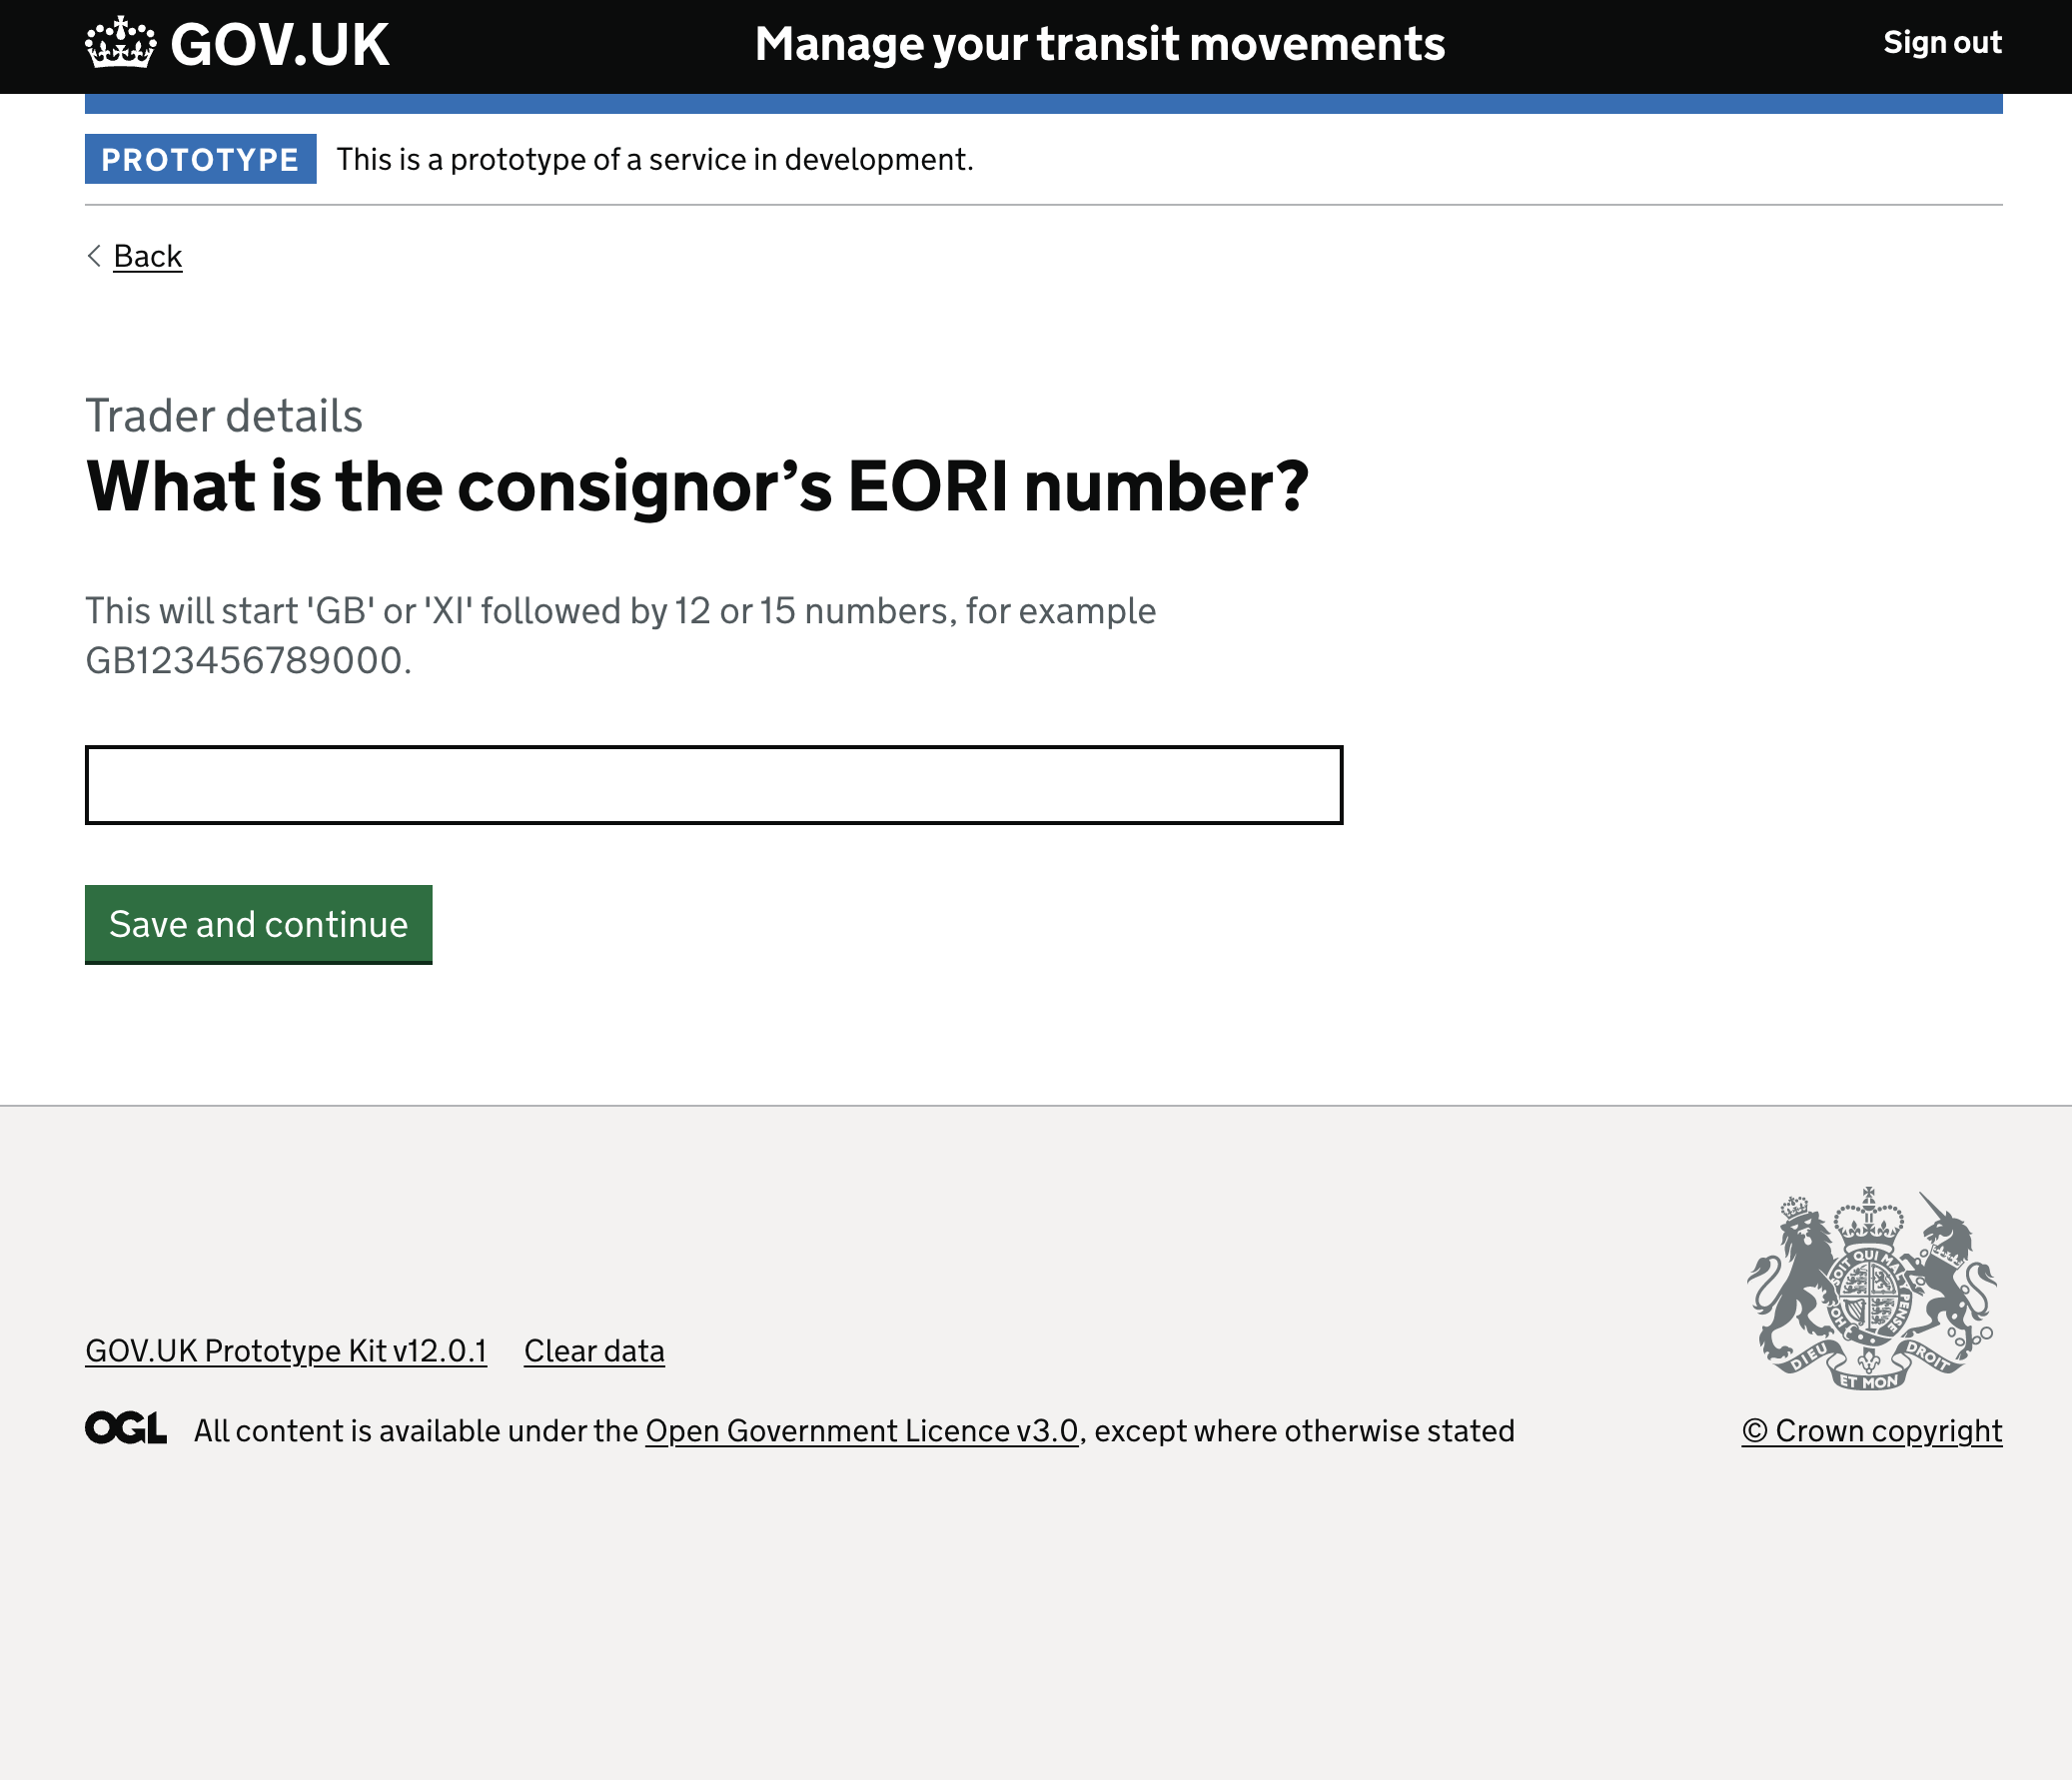 GOV.UK Manage your transit movements Sign out
PROTOTYPE This is a prototype of a service in development.
Back
Trader details
What is the consignor’s EORI number?
This will start 'GB' or 'XI' followed by 12 or 15 numbers, for example
GB123456789000.
Save and continue
HONI SOIT QUI MAL Y PENSE
DIEU ET MON DROIT
GOV.UK Prototype Kit v12.0.1 Clear data
OGL All content is available under the Open Government Licence v3.0, except where otherwise stated © Crown copyright